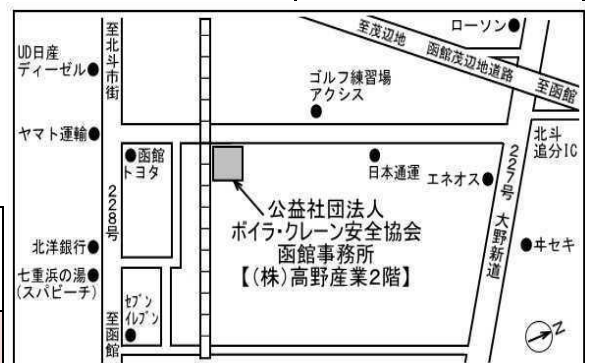 至北斗市街
UD日産
ディーゼル
ヤマト運輸
函館
トヨタ
228号
北洋銀行
七重浜の湯
(スパビーチ)
セブン
イレブン
至函館
ローソン
至茂辺地 函館茂辺地道路 至函館
ゴルフ練習場
アクシス
北斗
追分IC
日本通運
エネオス
227号 大野新道
ヰセキ
公益社団法人
ボイラ・クレーン安全協会
函館事務所
【(株)高野産業2階】
N